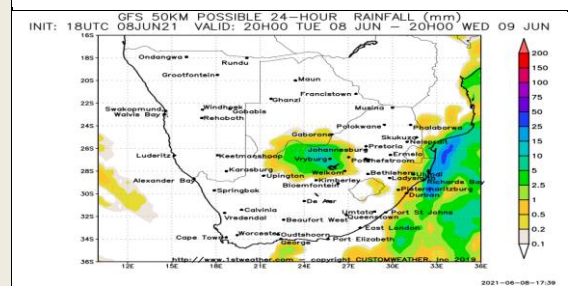 GFS 50KM POSSIBLE 24-HOUR RAINFALL (mm)
INIT: 18UTC 08JUN21 VALID: 20H00 TUE 08 JUN - 20H00 WED 09 JUN
16S
18S
20S
22S
24S
26S
28S
30S
32S
34S
36S
Ondangwa
Rundu
Grootfontein
Maun
Francistown
Ghanzi
Musina
Windhoek
Gobabis
Swakopmund
Walvis Bay
Rehoboth
Polokwane
Phalaborwa
Gaborone
Skukuza
Nelspruit
Pretoria
Johannesburg
Ermelo
Luderitz
Keetmanshoop
Vryburg
Potchefstroom
Karasburg
Welkom
Bethlehem
Ladysmith
Ulundi
Alexander Bay
Upington
Kimberley
Bloemfontein
Richards Bay
Springbok
Pietermaritzburg
Durban
De Aar
Calvinia
Umtata
Port St Johns
Vredendal
Beaufort West
Queenstown
East London
Worcester
Oudtshoorn
Cape Town
George
Port Elizabeth
http://www.1stweather.com - copyright CUSTOMWEATHER, Inc 2019
12E 15E 18E 21E 24E 27E 30E 33E 36E
200
150
100
75
50
25
15
10
5
2.5
1
0.5
0.2
0.1
2021-06-08-17:39